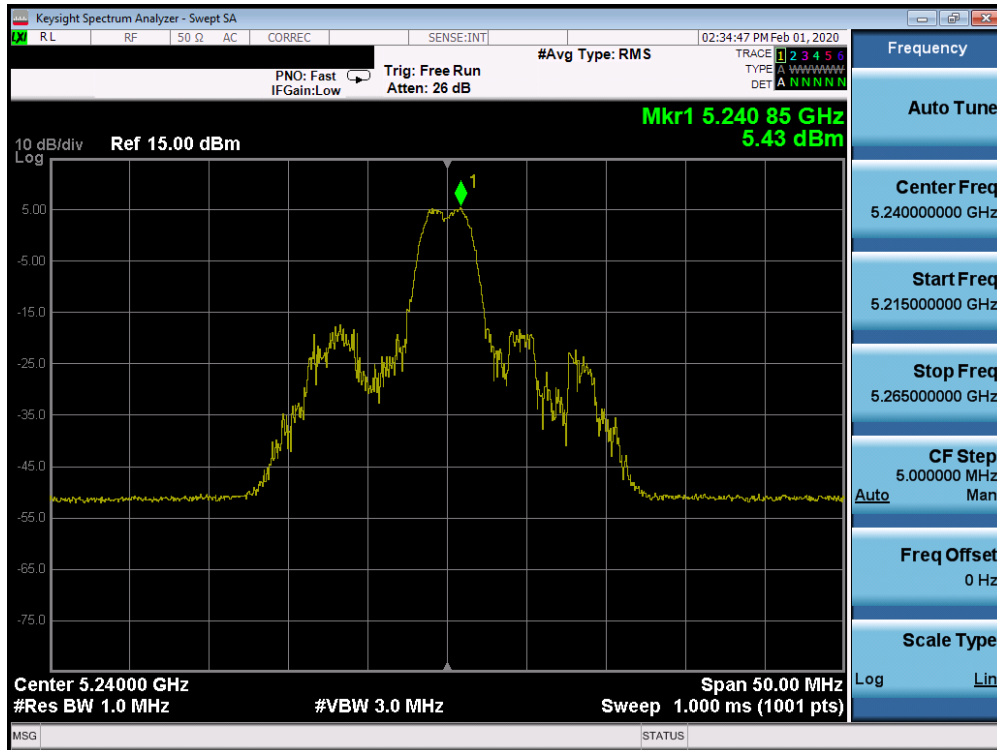 Keysight Spectrum Analyzer - Swept SA
LXI RL RF 50 Ω AC CORREC SENSE:INT 02:34:47 PM Feb 01, 2020
#Avg Type: RMS TRACE 1 2 3 4 5 6
PNO: Fast Trig: Free Run TYPE A WWWWW
IFGain:Low Atten: 26 dB DET A N N N N N
Mkr1 5.240 85 GHz
5.43 dBm
10 dB/div Ref 15.00 dBm
Log
1
5.00
-5.00
-15.0
-25.0
-35.0
-45.0
-55.0
-65.0
-75.0
Center 5.24000 GHz Span 50.00 MHz
#Res BW 1.0 MHz #VBW 3.0 MHz Sweep 1.000 ms (1001 pts)
MSG STATUS
Frequency
Auto Tune
Center Freq
5.240000000 GHz
Start Freq
5.215000000 GHz
Stop Freq
5.265000000 GHz
CF Step
5.000000 MHz
Auto Man
Freq Offset
0 Hz
Scale Type
Log Lin